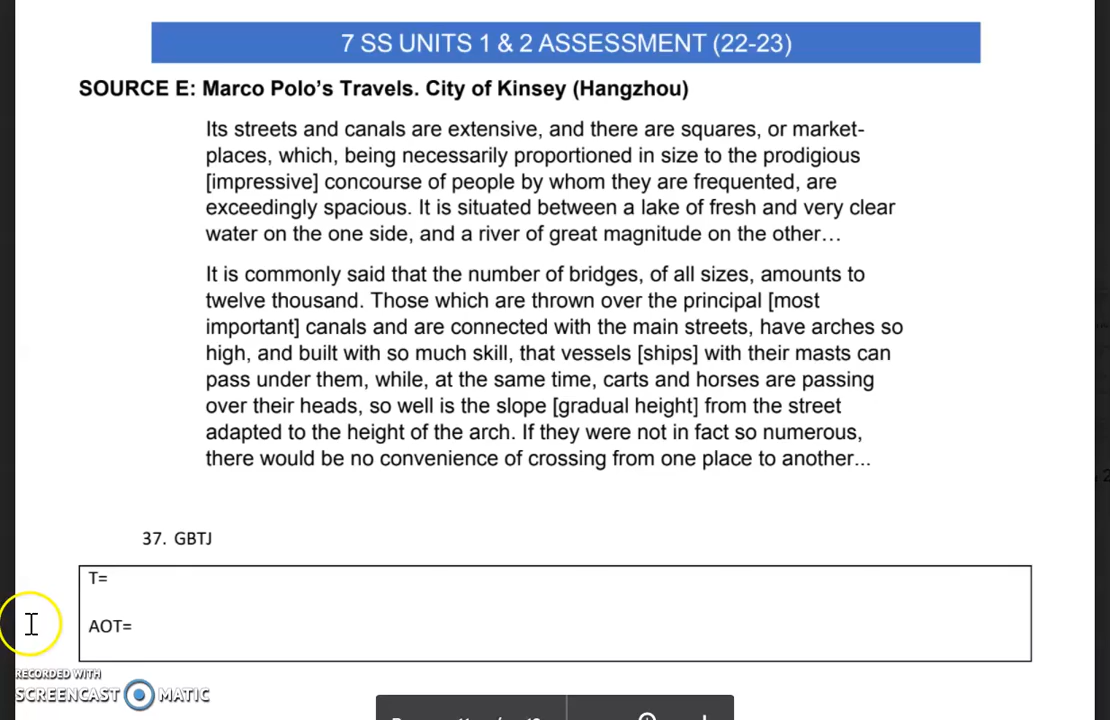 7 SS UNITS 1 & 2 ASSESSMENT (22-23)
SOURCE E: Marco Polo's Travels. City of Kinsey (Hangzhou)
Its streets and canals are extensive, and there are squares, or market-
places, which, being necessarily proportioned in size to the prodigious
[impressive] concourse of people by whom they are frequented, are
exceedingly spacious. It is situated between a lake of fresh and very clear
water on the one side, and a river of great magnitude on the other…
It is commonly said that the number of bridges, of all sizes, amounts to
twelve thousand. Those which are thrown over the principal [most
important] canals and are connected with the main streets, have arches so
high, and built with so much skill, that vessels [ships] with their masts can
pass under them, while, at the same time, carts and horses are passing
over their heads, so well is the slope [gradual height] from the street
adapted to the height of the arch. If they were not in fact so numerous,
there would be no convenience of crossing from one place to another...
37. GBTJ
T=
AOT=
RECORDED WITH
SCREENCAST MATIC